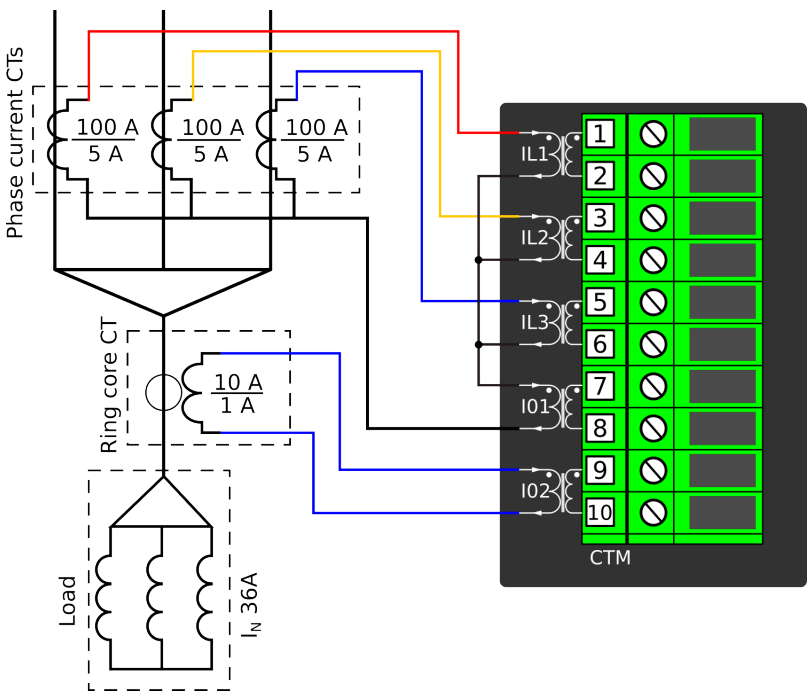 Phase current CTs
100 A
5 A
100 A
5 A
100 A
5 A
IL1
1
2
IL2
3
4
IL3
5
6
I01
7
8
I02
9
10
CTM
Ring core CT
10 A
1 A
Load
IN 36A